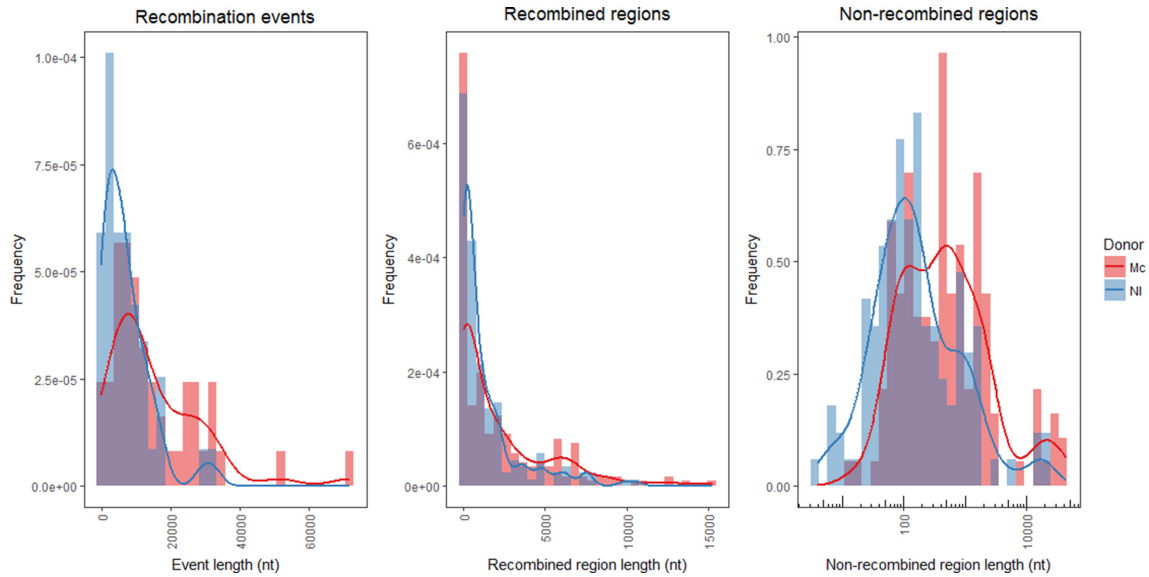 Recombination events
Recombined regions
Non-recombined regions
Frequency
1.0e-04
7.5e-05
5.0e-05
2.5e-05
0.0e+00
0
20000
40000
60000
Event length (nt)
Frequency
6e-04
4e-04
2e-04
0e+00
0
5000
10000
15000
Recombined region length (nt)
Frequency
1.00
0.75
0.50
0.25
0.00
100
10000
Non-recombined region length (nt)
Donor
Mc
Nl